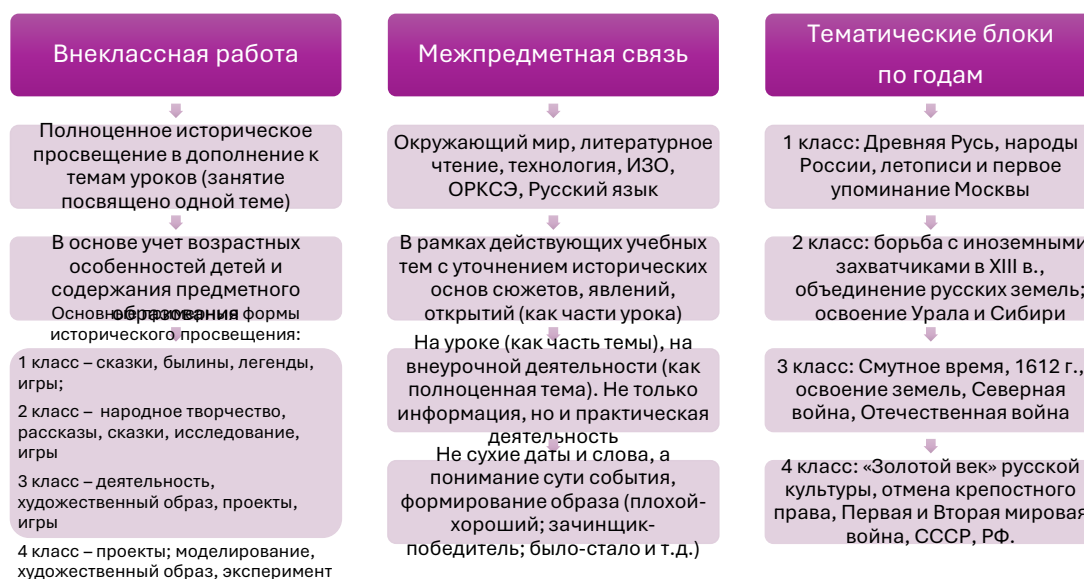 Внеклассная работа
Полноценное историческое
просвещение в дополнение к
темам уроков (занятие
посвящено одной теме)
В основе учет возрастных
особенностей детей и
содержания предметного
образования
Основные примерные формы
исторического просвещения:
1 класс – сказки, былины, легенды,
игры;
2 класс – народное творчество,
рассказы, сказки, исследование,
игры
3 класс – деятельность,
художественный образ, проекты,
игры
4 класс – проекты; моделирование,
художественный образ, эксперимент
Межпредметная связь
Окружающий мир, литературное
чтение, технология, ИЗО,
ОРКСЭ, Русский язык
В рамках действующих учебных
тем с уточнением исторических
основ сюжетов, явлений,
открытий (как части урока)
На уроке (как часть темы), на
внеурочной деятельности (как
полноценная тема). Не только
информация, но и практическая
деятельность
Не сухие даты и слова, а
понимание сути события,
формирование образа (плохой-
хороший; зачинщик-
победитель; было-стало и т.д.)
Тематические блоки
по годам
1 класс: Древняя Русь, народы
России, летописи и первое
упоминание Москвы
2 класс: борьба с иноземными
захватчиками в XIII в.,
объединение русских земель;
освоение Урала и Сибири
3 класс: Смутное время, 1612 г.,
освоение земель, Северная
война, Отечественная война
4 класс: «Золотой век» русской
культуры, отмена крепостного
права, Первая и Вторая мировая
война, СССР, РФ.